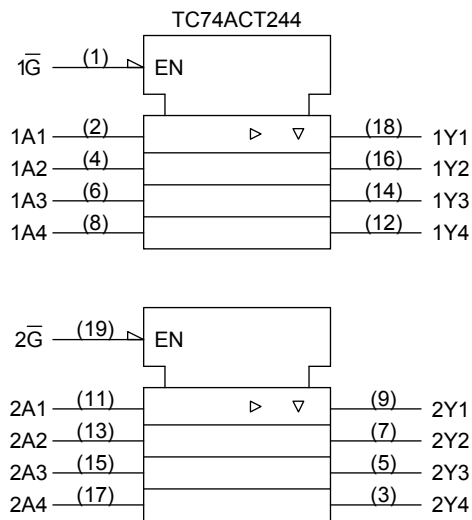 TC74ACT244
1G̅ (1) EN
1A1 (2) (18) 1Y1
1A2 (4) (16) 1Y2
1A3 (6) (14) 1Y3
1A4 (8) (12) 1Y4
2G̅ (19) EN
2A1 (11) (9) 2Y1
2A2 (13) (7) 2Y2
2A3 (15) (5) 2Y3
2A4 (17) (3) 2Y4